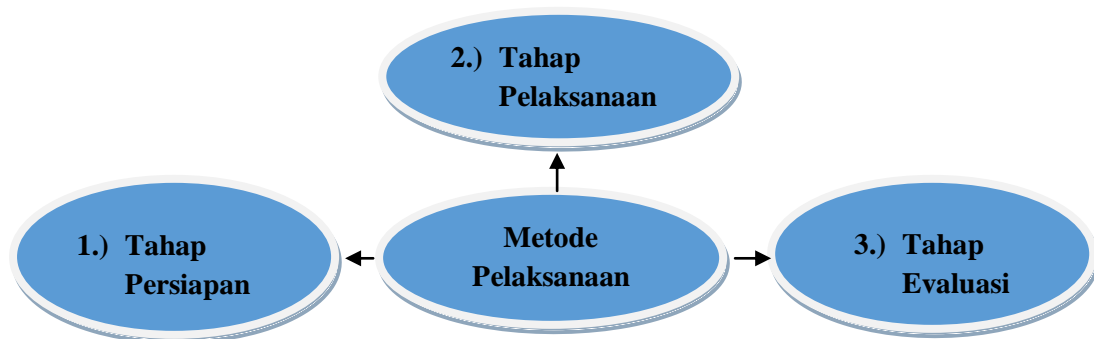 2.) Tahap
Pelaksanaan
1.) Tahap
Persiapan
Metode
Pelaksanaan
3.) Tahap
Evaluasi